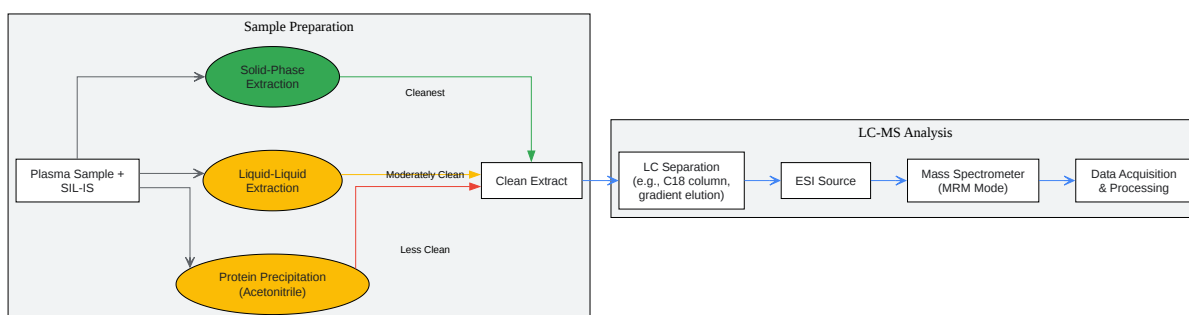 Sample Preparation
Solid-Phase
Extraction
Cleanest
Plasma Sample +
SIL-IS
Liquid-Liquid
Extraction
Moderately Clean
Clean Extract
Less Clean
Protein Precipitation
(Acetonitrile)
LC-MS Analysis
LC Separation
(e.g., C18 column,
gradient elution)
ESI Source
Mass Spectrometer
(MRM Mode)
Data Acquisition
& Processing